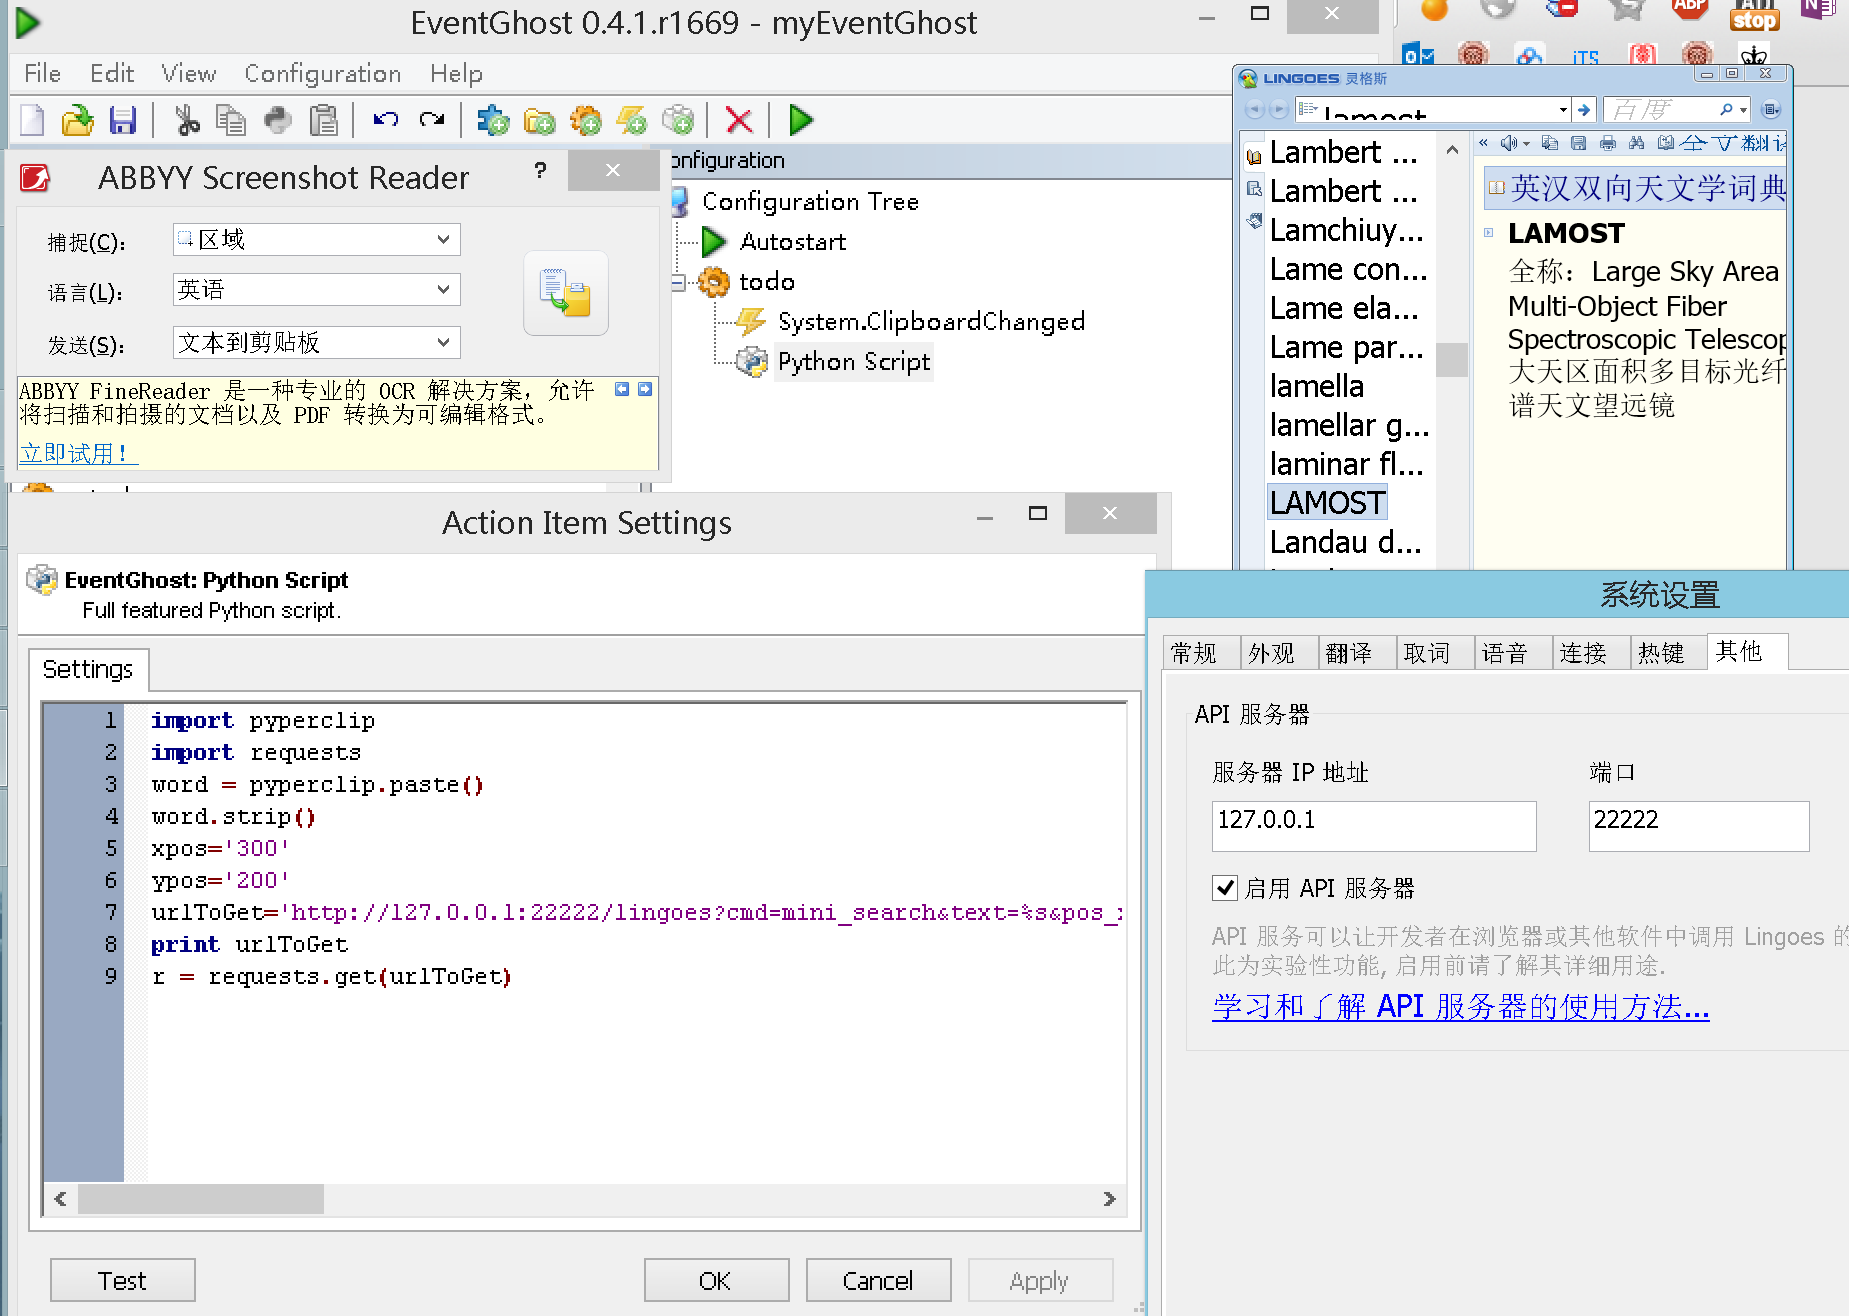 EventGhost 0.4.1.r1669 - myEventGhost
File Edit View Configuration Help
ABP
stop
iTS
ABBYY Screenshot Reader
?
捕捉(C):
区域
语言(L):
英语
发送(S):
文本到剪贴板
ABBYY FineReader 是一种专业的 OCR 解决方案，允许
将扫描和拍摄的文档以及 PDF 转换为可编辑格式。
立即试用！
onfiguration
Configuration Tree
Autostart
todo
System.ClipboardChanged
Python Script
LINGOES 灵格斯
lamost
百度
Lambert ...
Lambert ...
Lamchiuy...
Lame con...
Lame ela...
Lame par...
lamella
lamellar g...
laminar fl...
LAMOST
Landau d...
英汉双向天文学词典
LAMOST
全称：Large Sky Area
Multi-Object Fiber
Spectroscopic Telescop
大天区面积多目标光纤
谱天文望远镜
Action Item Settings
EventGhost: Python Script
Full featured Python script.
Settings
1 import pyperclip
2 import requests
3 word = pyperclip.paste()
4 word.strip()
5 xpos='300'
6 ypos='200'
7 urlToGet='http://127.0.0.1:22222/lingoes?cmd=mini_search&text=%s&pos_
8 print urlToGet
9 r = requests.get(urlToGet)
Test OK Cancel Apply
系统设置
常规 外观 翻译 取词 语音 连接 热键 其他
API 服务器
服务器 IP 地址 端口
127.0.0.1 22222
启用 API 服务器
API 服务可以让开发者在浏览器或其他软件中调用 Lingoes 的
此为实验性功能, 启用前请了解其详细用途.
学习和了解 API 服务器的使用方法...